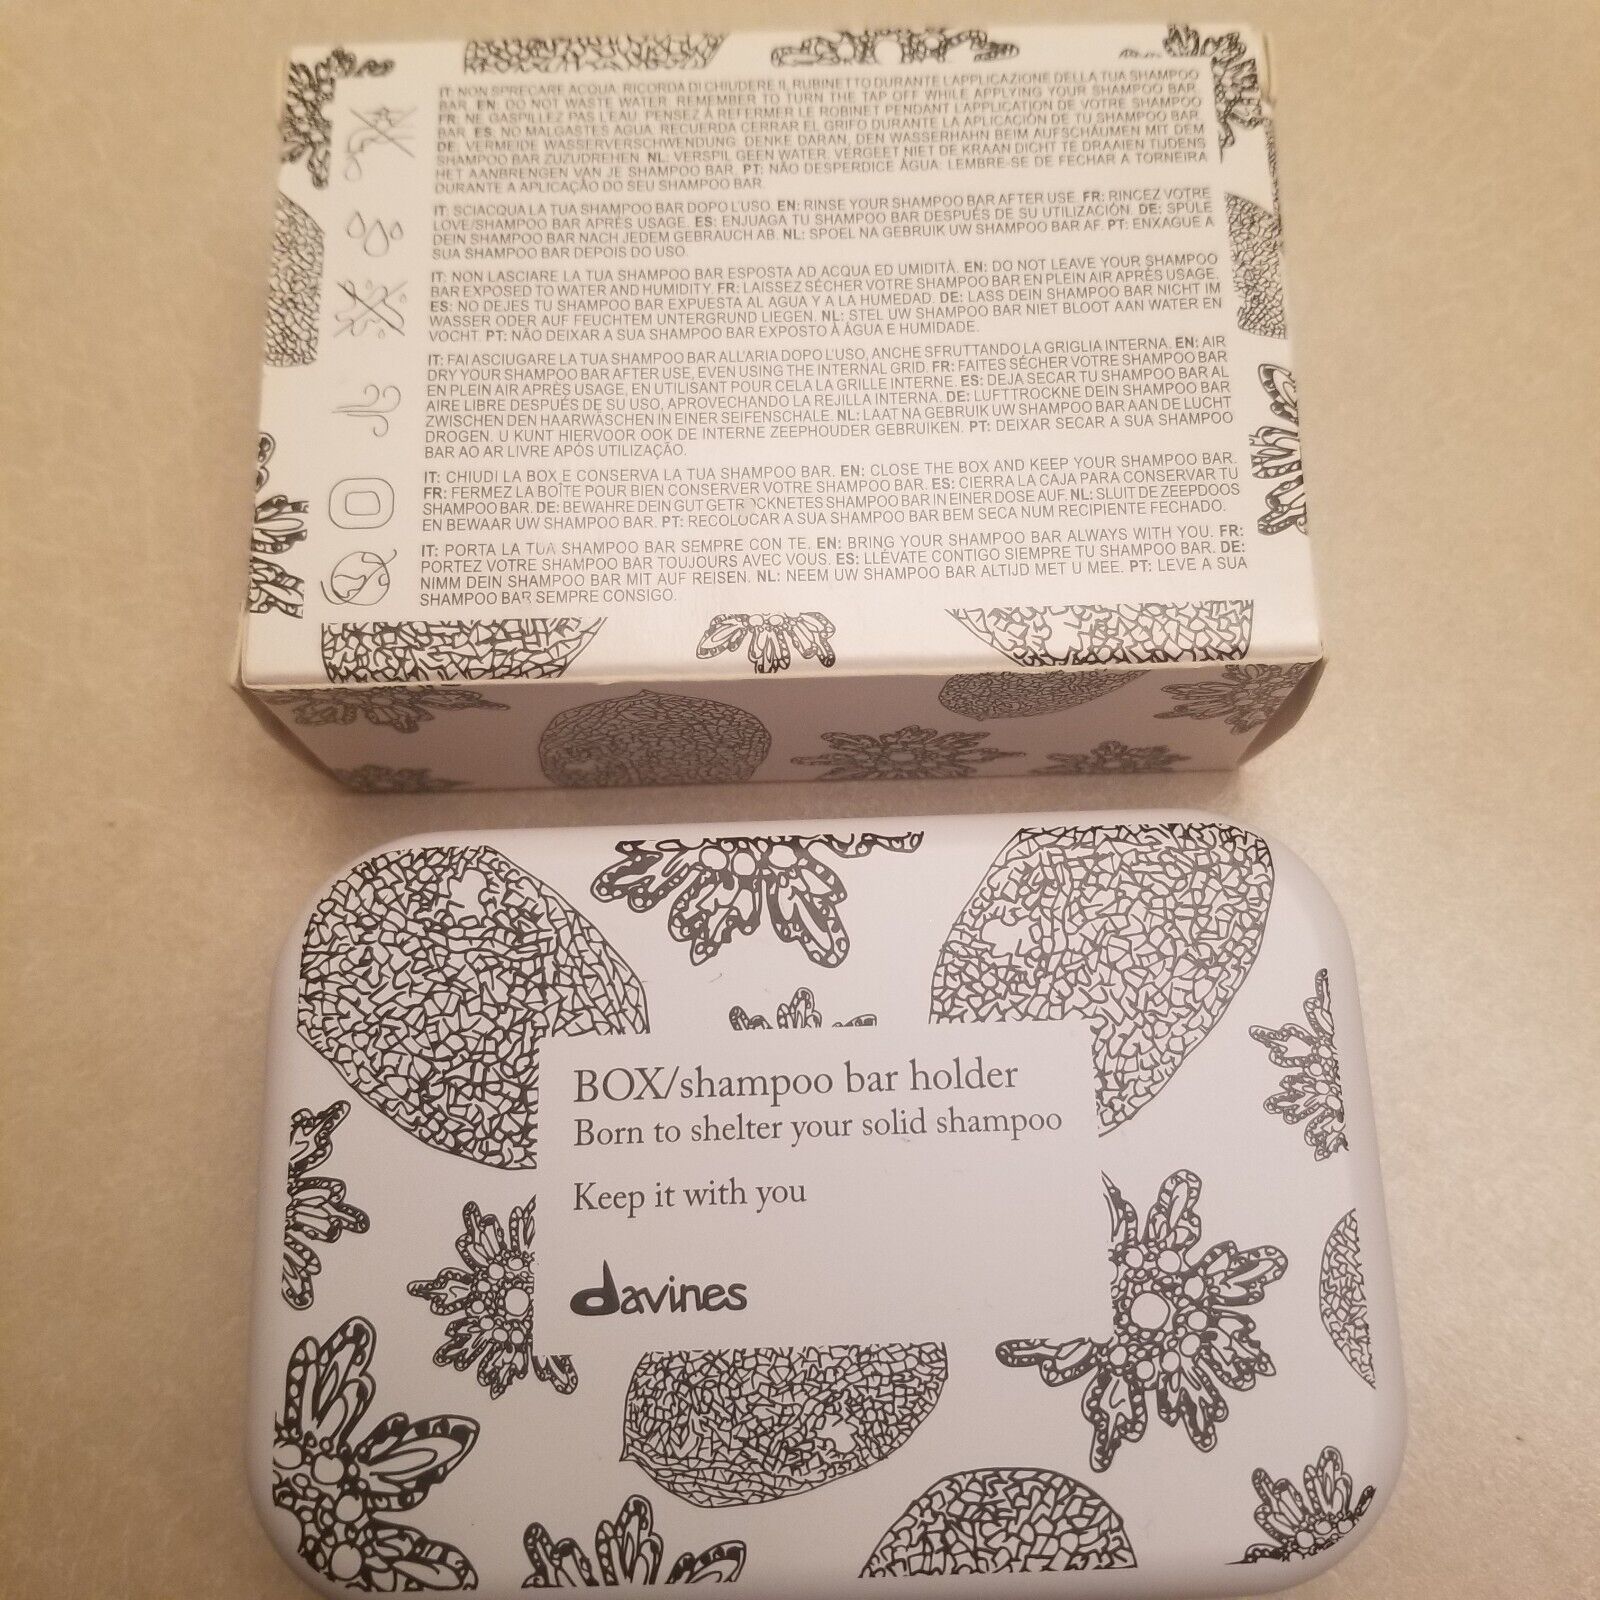 IT: NON SPRECARE ACQUA. RICORDA DI CHIUDERE IL RUBINETTO DURANTE L'APPLICAZIONE DELLA TUA SHAMPOO
BAR. EN: DO NOT WASTE WATER. REMEMBER TO TURN THE TAP OFF WHILE APPLYING YOUR SHAMPOO BAR.
FR: NE GASPILLEZ PAS L'EAU. PENSEZ À REFERMER LE ROBINET PENDANT L'APPLICATION DE VOTRE SHAMPOO
BAR. ES: NO MALGASTES AGUA. RECUERDA CERRAR EL GRIFO DURANTE LA APLICACIÓN DE TU SHAMPOO BAR.
DE: VERMEIDE WASSERVERSCHWENDUNG. DENKE DARAN, DEN WASSERHAHN BEIM AUFSCHÄUMEN MIT DEM
SHAMPOO BAR ZUZUDREHEN. NL: VERSPIL GEEN WATER. VERGEET NIET DE KRAAN DICHT TE DRAAIEN TIJDENS
HET AANBRENGEN VAN JE SHAMPOO BAR. PT: NÃO DESPERDICE ÁGUA: LEMBRE-SE DE FECHAR A TORNEIRA
DURANTE A APLICAÇÃO DO SEU SHAMPOO BAR.
IT: SCIACQUA LA TUA SHAMPOO BAR DOPO L'USO. EN: RINSE YOUR SHAMPOO BAR AFTER USE. FR: RINCEZ VOTRE
LOVE/SHAMPOO BAR APRÈS USAGE. ES: ENJUAGA TU SHAMPOO BAR DESPUÉS DE SU UTILIZACIÓN. DE: SPÜLE
DEIN SHAMPOO BAR NACH JEDEM GEBRAUCH AB. NL: SPOEL NA GEBRUIK UW SHAMPOO BAR AF. PT: ENXAGUE A
SUA SHAMPOO BAR DEPOIS DO USO.
IT: NON LASCIARE LA TUA SHAMPOO BAR ESPOSTA AD ACQUA ED UMIDITÀ. EN: DO NOT LEAVE YOUR SHAMPOO
BAR EXPOSED TO WATER AND HUMIDITY. FR: LAISSEZ SÉCHER VOTRE SHAMPOO BAR EN PLEIN AIR APRÈS USAGE.
ES: NO DEJES TU SHAMPOO BAR EXPUESTA AL AGUA Y A LA HUMEDAD. DE: LASS DEIN SHAMPOO BAR NICHT IM
WASSER ODER AUF FEUCHTEM UNTERGRUND LIEGEN. NL: STEL UW SHAMPOO BAR NIET BLOOT AAN WATER EN
VOCHT. PT: NÃO DEIXAR A SUA SHAMPOO BAR EXPOSTO À ÁGUA E HUMIDADE.
IT: FAI ASCIUGARE LA TUA SHAMPOO BAR ALL'ARIA DOPO L'USO, ANCHE SFRUTTANDO LA GRIGLIA INTERNA. EN: AIR
DRY YOUR SHAMPOO BAR AFTER USE, EVEN USING THE INTERNAL GRID. FR: FAITES SÉCHER VOTRE SHAMPOO BAR
EN PLEIN AIR APRÈS USAGE, EN UTILISANT POUR CELA LA GRILLE INTERNE. ES: DEJA SECAR TU SHAMPOO BAR AL
AIRE LIBRE DESPUÉS DE SU USO, APROVECHANDO LA REJILLA INTERNA. DE: LUFTTROCKNE DEIN SHAMPOO BAR
ZWISCHEN DEN HAARWÄSCHEN IN EINER SEIFENSCHALE. NL: LAAT NA GEBRUIK UW SHAMPOO BAR AAN DE LUCHT
DROGEN. U KUNT HIERVOOR OOK DE INTERNE ZEEPHOUDER GEBRUIKEN. PT: DEIXAR SECAR A SUA SHAMPOO
BAR AO AR LIVRE APÓS UTILIZAÇÃO.
IT: CHIUDI LA BOX E CONSERVA LA TUA SHAMPOO BAR. EN: CLOSE THE BOX AND KEEP YOUR SHAMPOO BAR.
FR: FERMEZ LA BOÎTE POUR BIEN CONSERVER VOTRE SHAMPOO BAR. ES: CIERRA LA CAJA PARA CONSERVAR TU
SHAMPOO BAR. DE: BEWAHRE DEIN GUT GETROCKNETES SHAMPOO BAR IN EINER DOSE AUF. NL: SLUIT DE ZEEPDOOS
EN BEWAAR UW SHAMPOO BAR. PT: RECOLOCAR A SUA SHAMPOO BAR BEM SECA NUM RECIPIENTE FECHADO.
IT: PORTA LA TUA SHAMPOO BAR SEMPRE CON TE. EN: BRING YOUR SHAMPOO BAR ALWAYS WITH YOU. FR:
PORTEZ VOTRE SHAMPOO BAR TOUJOURS AVEC VOUS. ES: LLÉVATE CONTIGO SIEMPRE TU SHAMPOO BAR. DE:
NIMM DEIN SHAMPOO BAR MIT AUF REISEN. NL: NEEM UW SHAMPOO BAR ALTIJD MET U MEE. PT: LEVE A SUA
SHAMPOO BAR SEMPRE CONSIGO.
BOX/shampoo bar holder
Born to shelter your solid shampoo
Keep it with you
davines